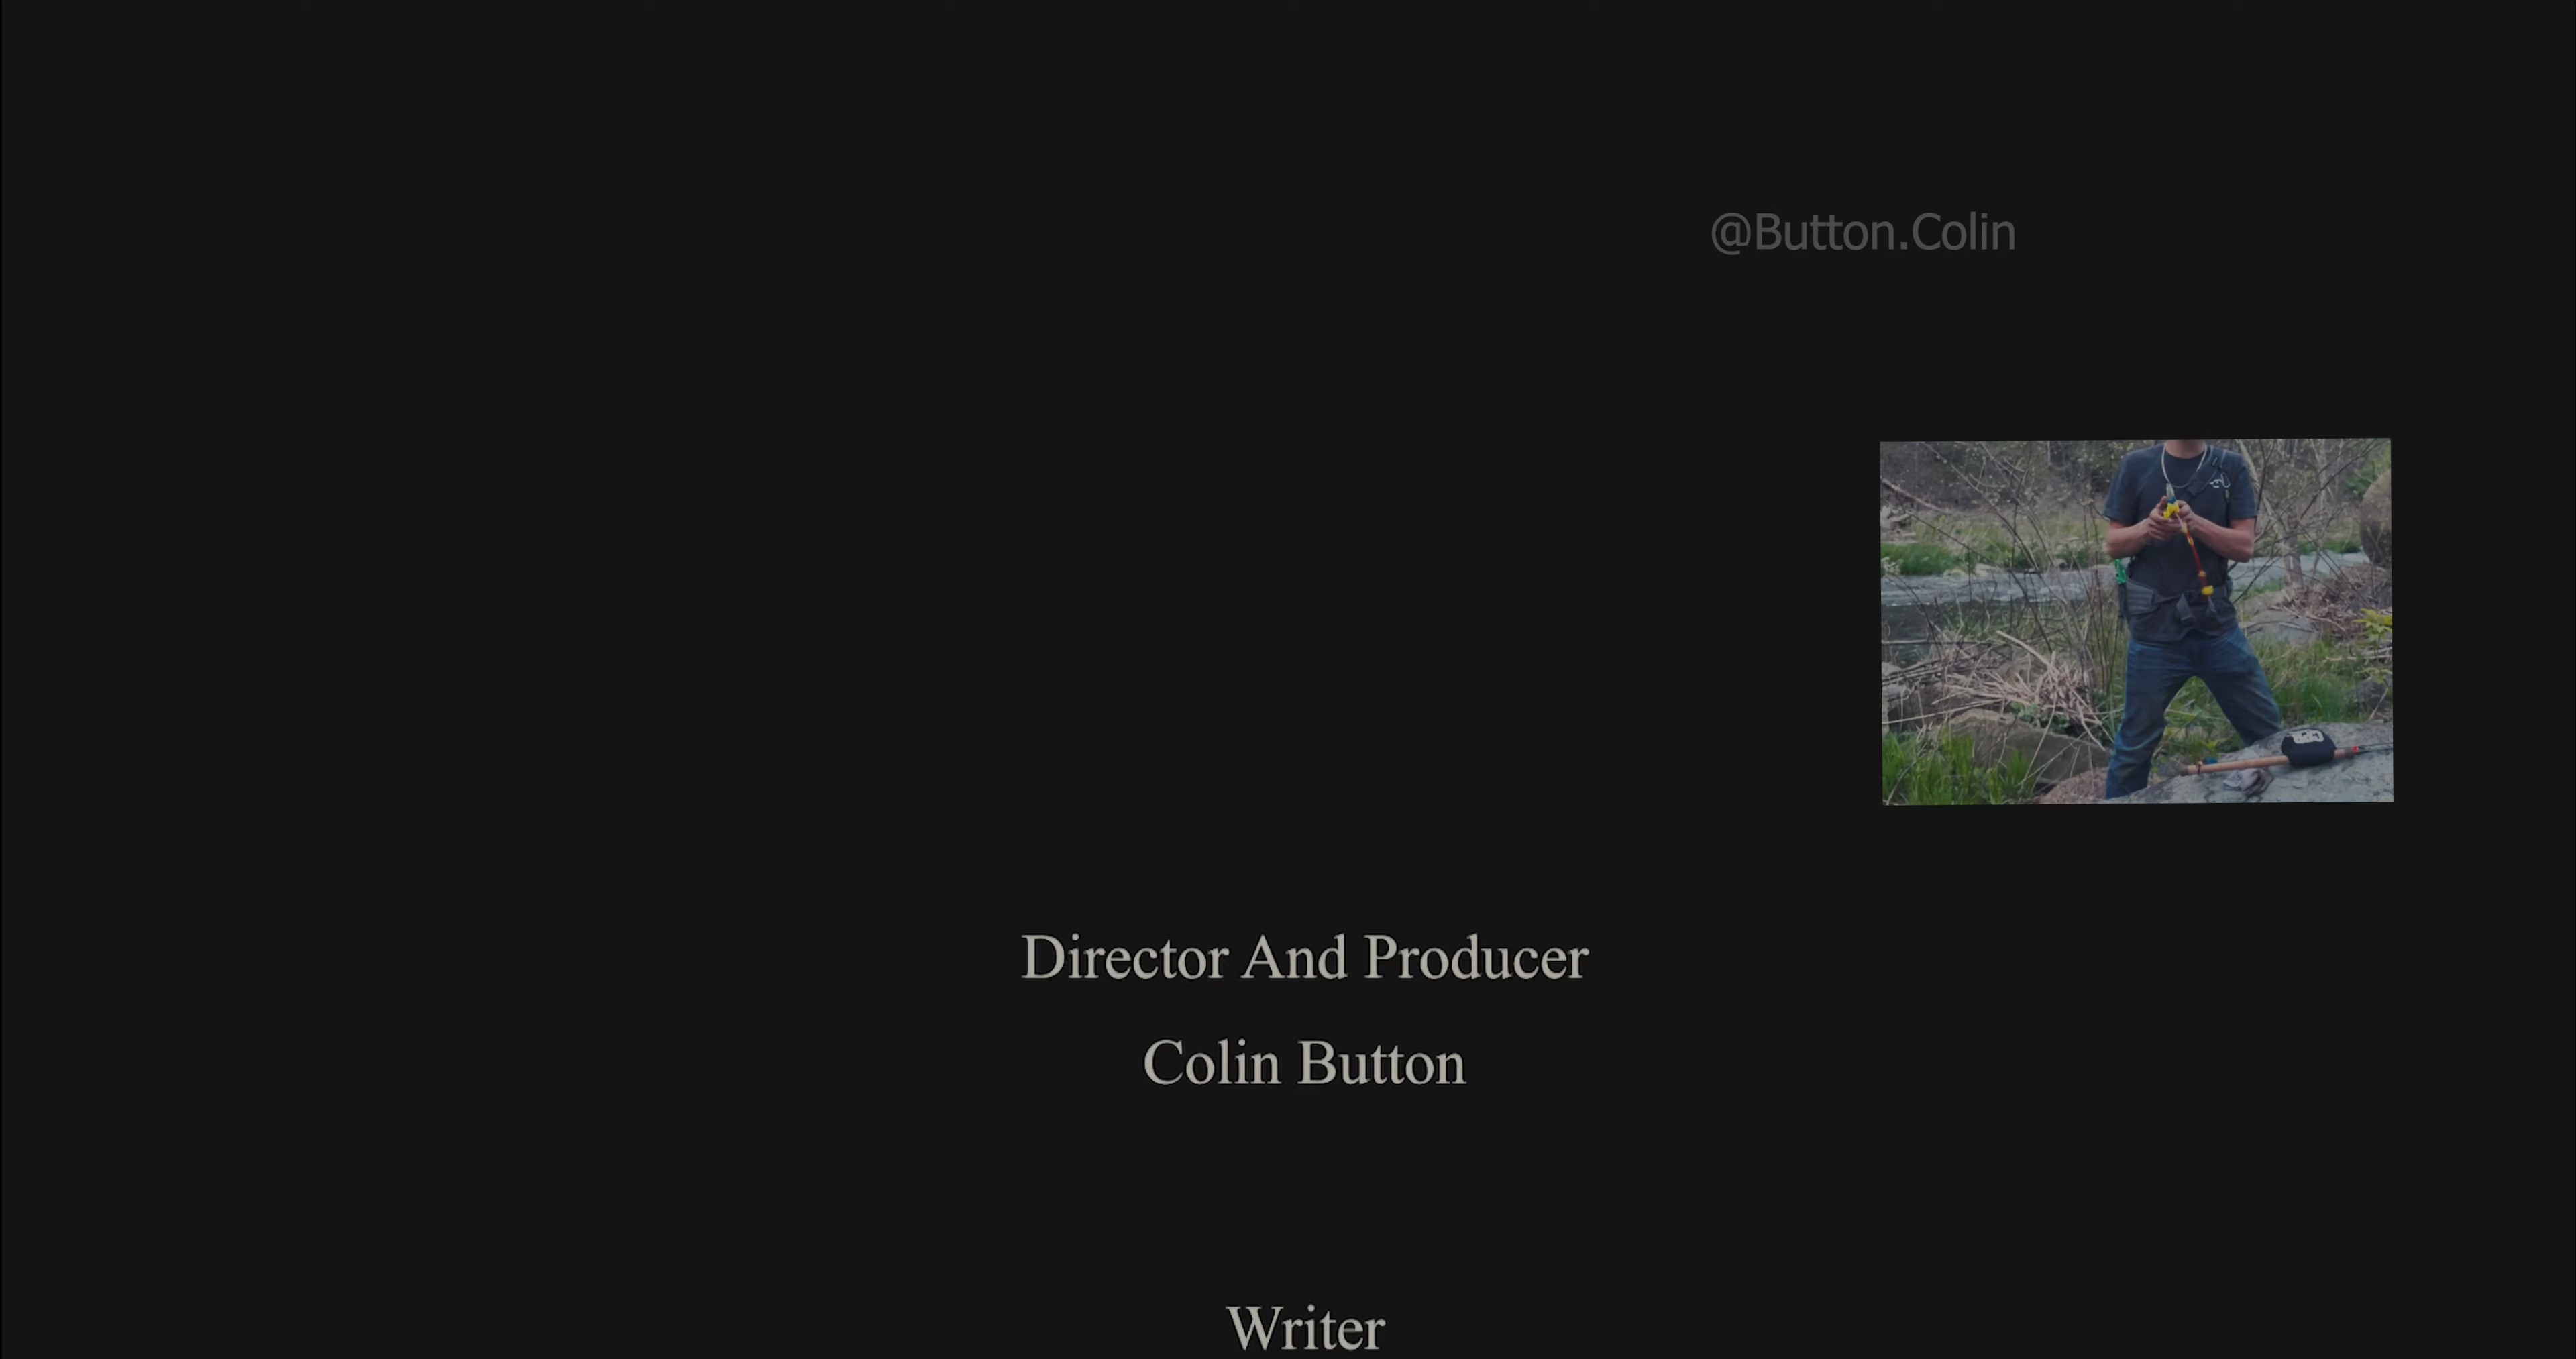 @Button.Colin
Director And Producer
Colin Button
Writer